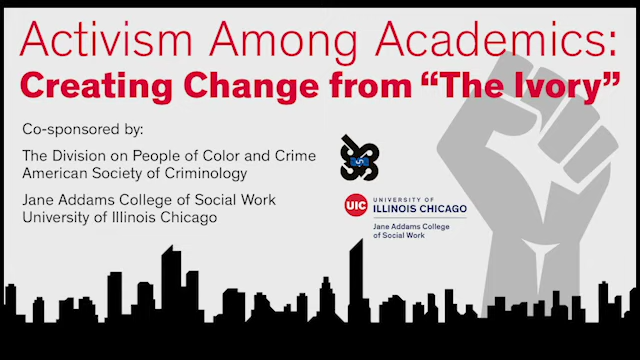 Activism Among Academics:
Creating Change from “The Ivory”
Co-sponsored by:
The Division on People of Color and Crime
American Society of Criminology
Jane Addams College of Social Work
University of Illinois Chicago
UIC
UNIVERSITY OF
ILLINOIS CHICAGO
Jane Addams College
of Social Work